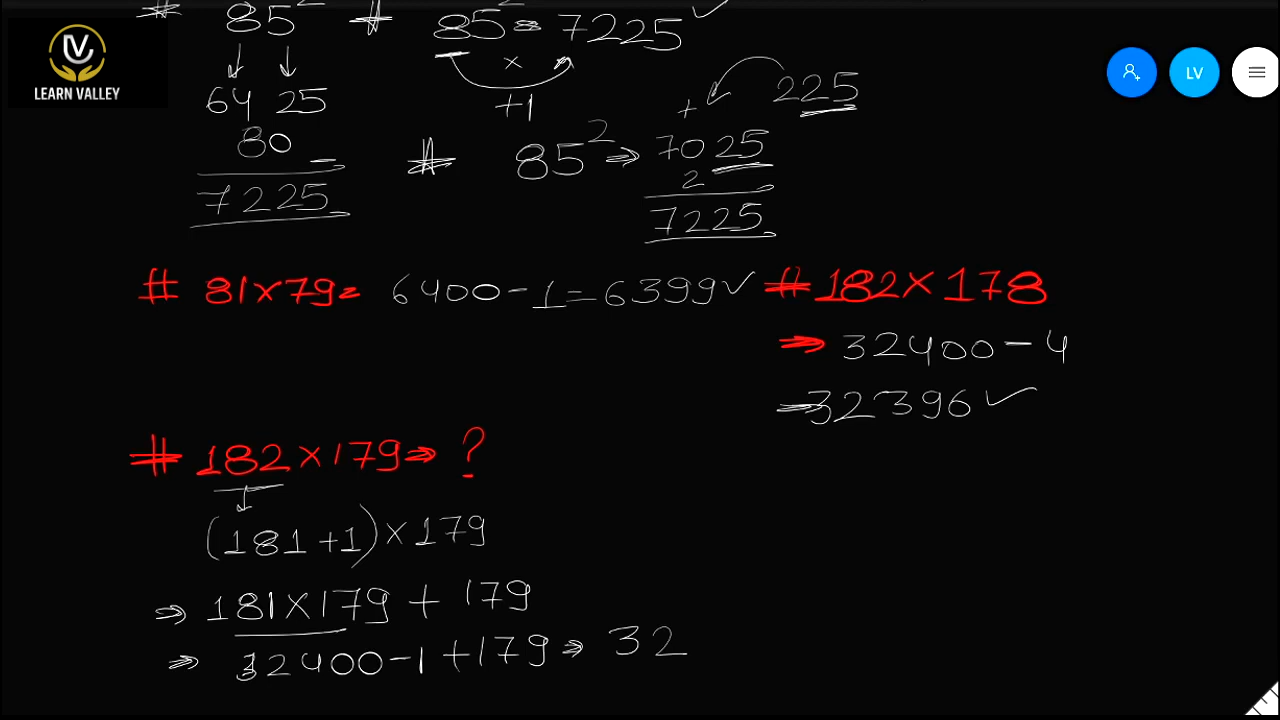 LEARN VALLEY
LV
# 85²
64 25
80
7225
# 85² = 7225 ✓
×
+1
225
+
# 85² ⇒ 7025
2
7225
# 81×79= 6400-1=6399 ✓
# 182×178
⇒ 32400-4
⇒32396 ✓
# 182×179⇒ ?
(181+1)×179
⇒ 181×179+179
⇒ 32400-1+179⇒ 32